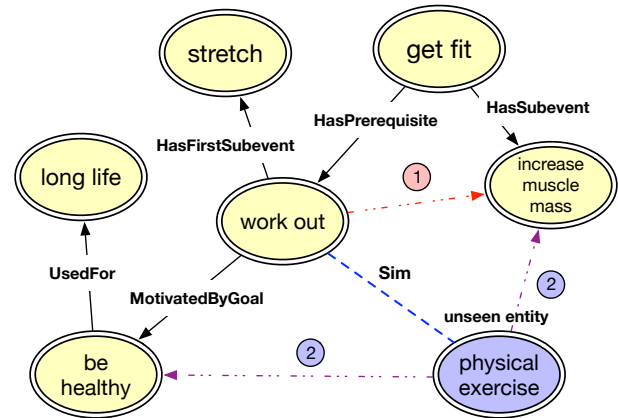 stretch
get fit
HasPrerequisite
HasSubevent
HasFirstSubevent
long life
work out
1
increase
muscle
mass
UsedFor
MotivatedByGoal
Sim
2
unseen entity
be
healthy
2
physical
exercise